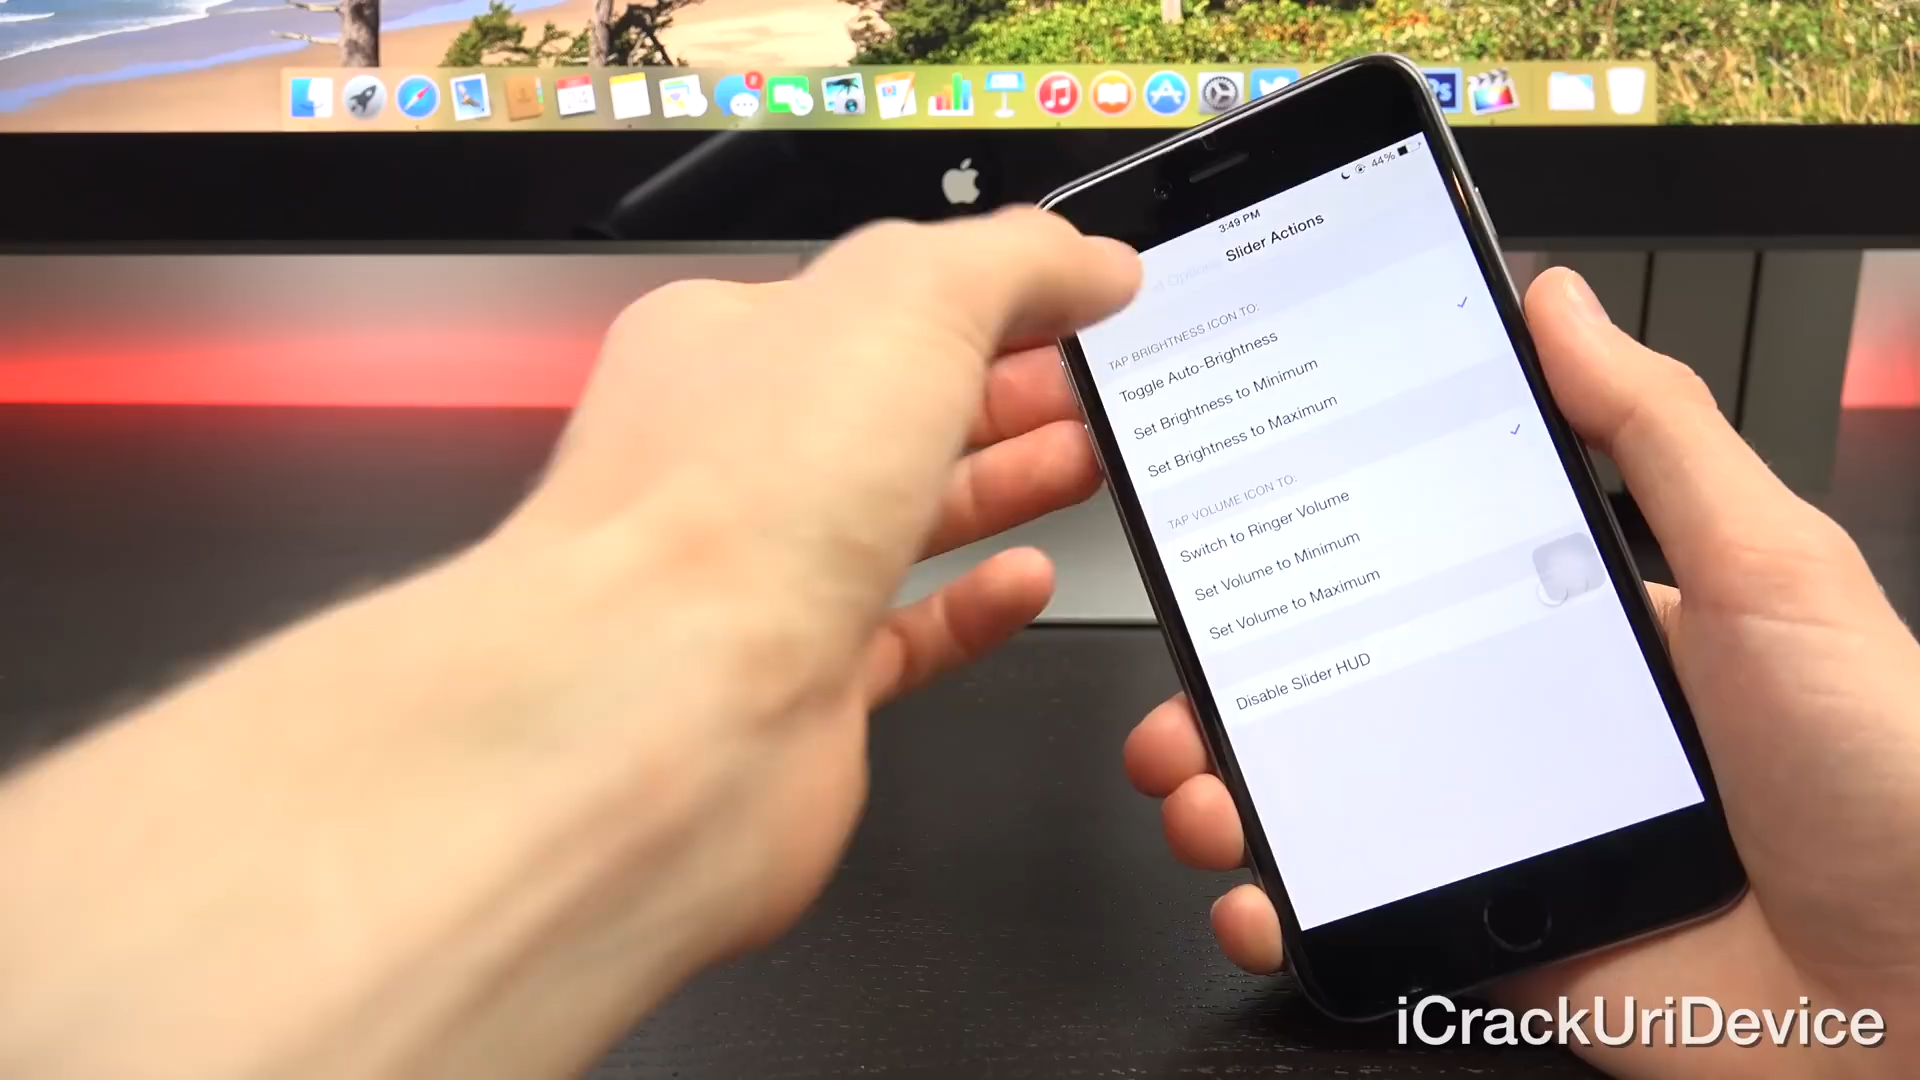 Ps
44%
3:49 PM
Slider Actions
TAP BRIGHTNESS ICON TO:
Toggle Auto-Brightness
Set Brightness to Minimum
Set Brightness to Maximum
TAP VOLUME ICON TO:
Switch to Ringer Volume
Set Volume to Minimum
Set Volume to Maximum
Disable Slider HUD
iCrackUriDevice